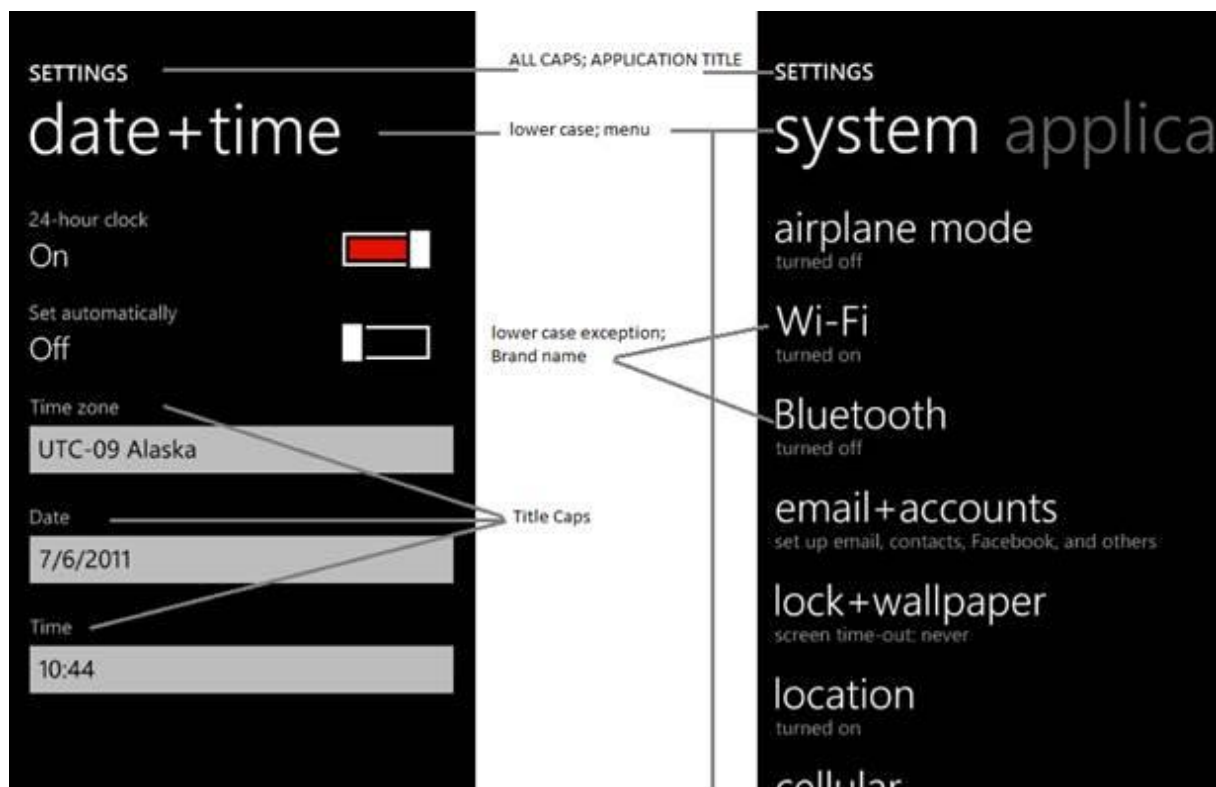 SETTINGS
date+time
24-hour clock
On
Set automatically
Off
Time zone
UTC-09 Alaska
Date
7/6/2011
Time
10:44
ALL CAPS; APPLICATION TITLE
lower case; menu
lower case exception;
Brand name
Title Caps
SETTINGS
system applica
airplane mode
turned off
Wi-Fi
turned on
Bluetooth
turned off
email+accounts
set up email, contacts, Facebook, and others
lock+wallpaper
screen time-out: never
location
turned on
cellular